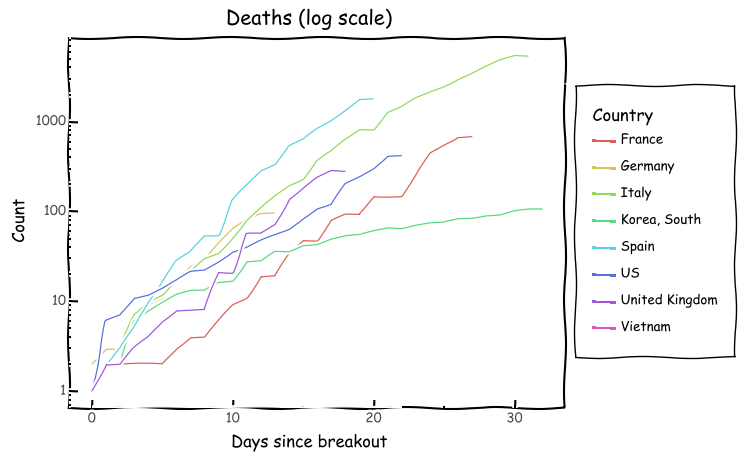 Deaths (log scale)
Count
1000
100
10
1
0
10
20
30
Days since breakout
Country
France
Germany
Italy
Korea, South
Spain
US
United Kingdom
Vietnam